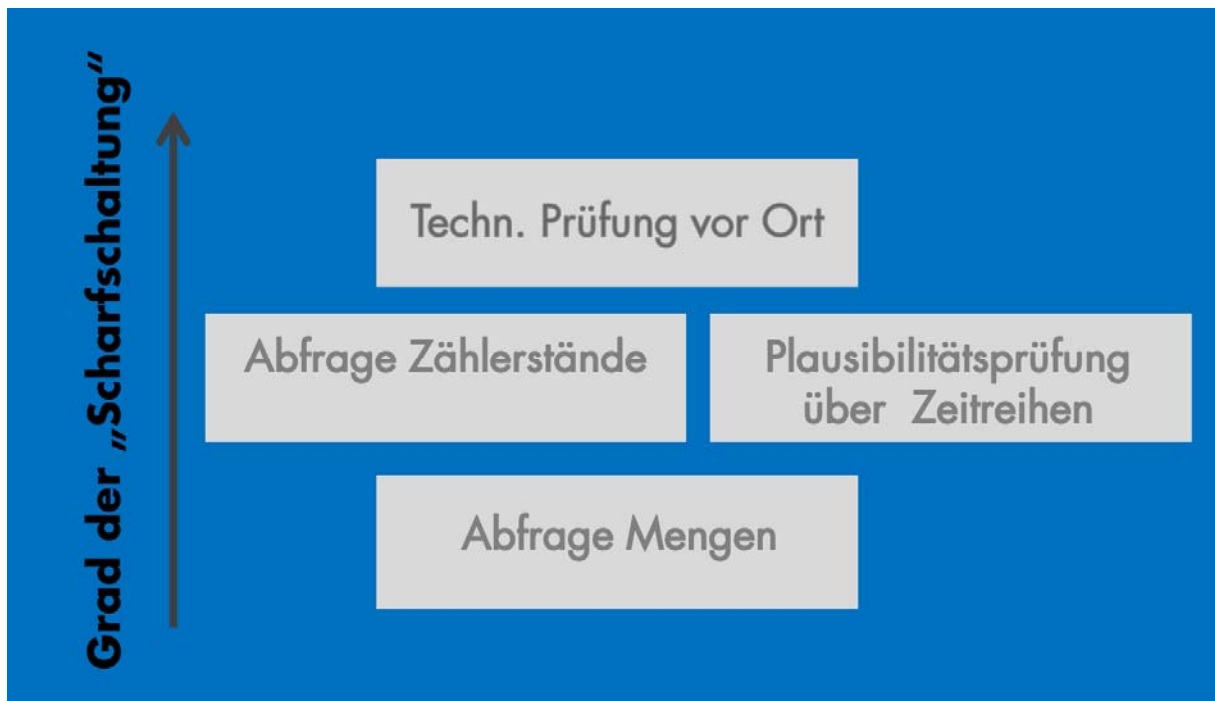 Grad der „Scharfschaltung“
Techn. Prüfung vor Ort
Abfrage Zählerstände
Plausibilitätsprüfung
über Zeitreihen
Abfrage Mengen